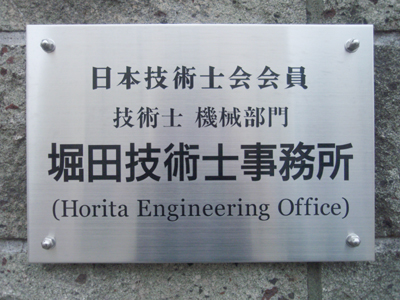 日本技術士会会員
技術士 機械部門
堀田技術士事務所
(Horita Engineering Office)